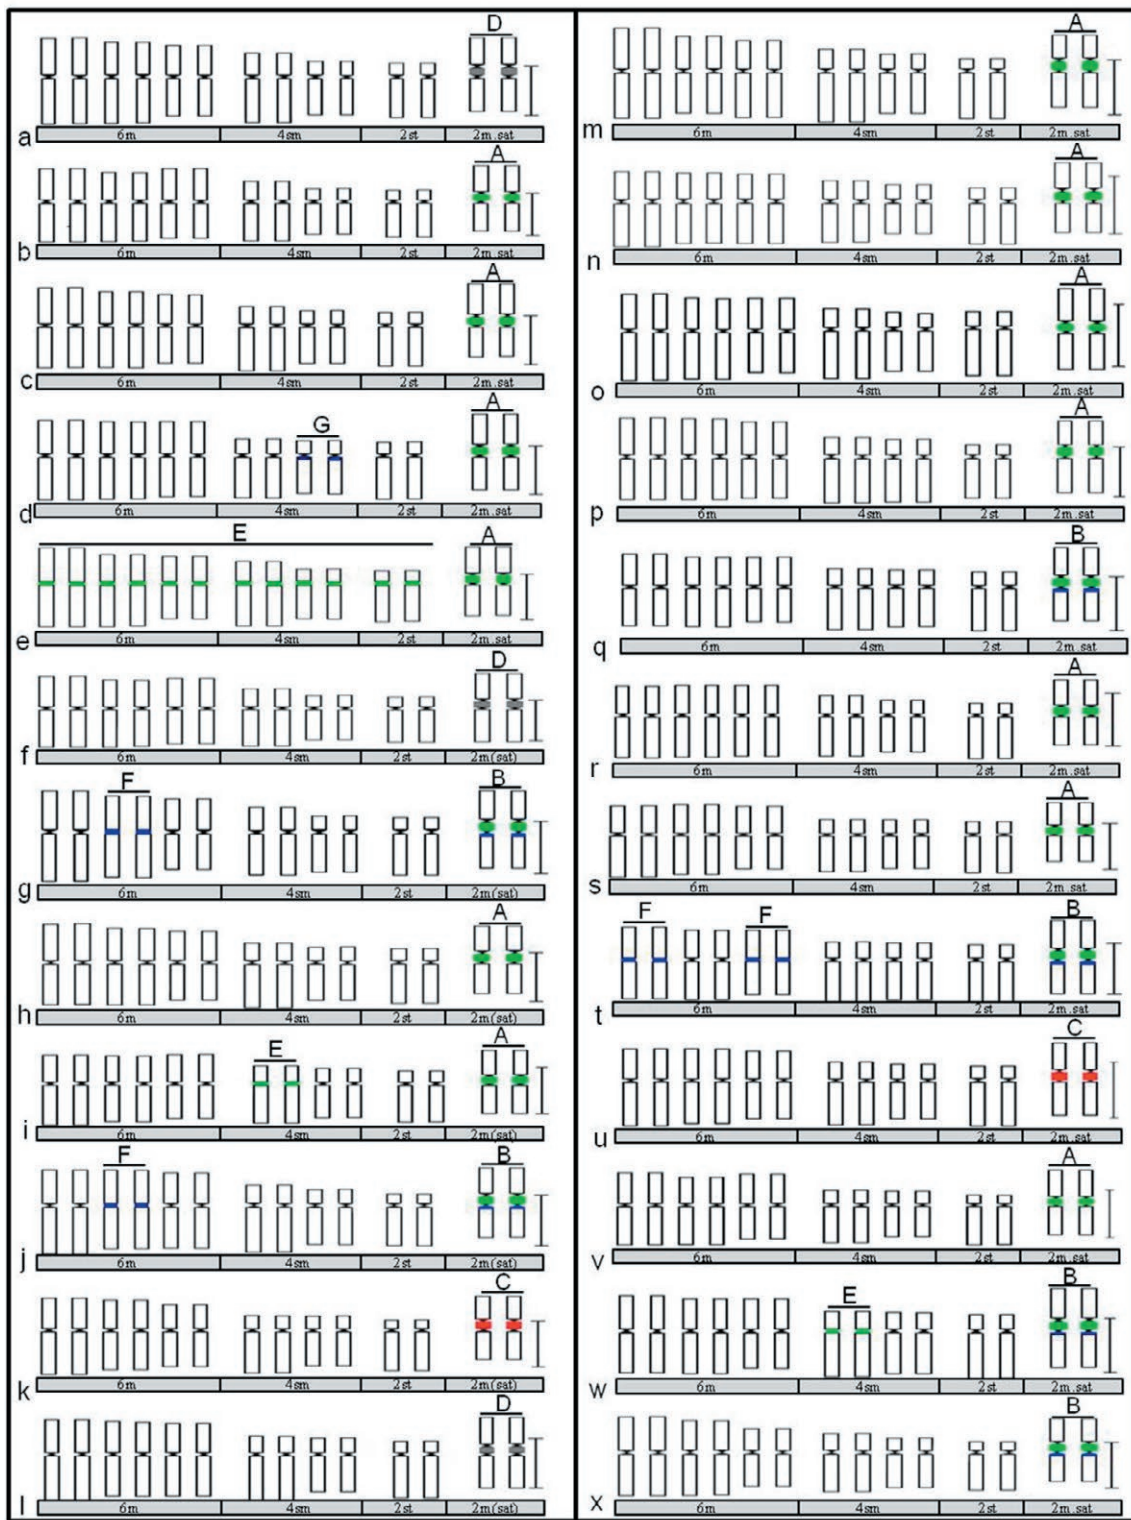 D
a 6m 4sm 2st 2m.sat
A
b 6m 4sm 2st 2m.sat
A
c 6m 4sm 2st 2m.sat
G A
d 6m 4sm 2st 2m.sat
E A
e 6m 4sm 2st 2m.sat
D
f 6m 4sm 2st 2m(sat)
F B
g 6m 4sm 2st 2m(sat)
A
h 6m 4sm 2st 2m(sat)
E A
i 6m 4sm 2st 2m(sat)
F B
j 6m 4sm 2st 2m(sat)
C
k 6m 4sm 2st 2m(sat)
D
l 6m 4sm 2st 2m(sat)
A
m 6m 4sm 2st 2m.sat
A
n 6m 4sm 2st 2m.sat
A
o 6m 4sm 2st 2m.sat
A
p 6m 4sm 2st 2m.sat
B
q 6m 4sm 2st 2m.sat
A
r 6m 4sm 2st 2m.sat
A
s 6m 4sm 2st 2m.sat
F F B
t 6m 4sm 2st 2m.sat
C
u 6m 4sm 2st 2m.sat
A
v 6m 4sm 2st 2m.sat
E B
w 6m 4sm 2st 2m.sat
B
x 6m 4sm 2st 2m.sat